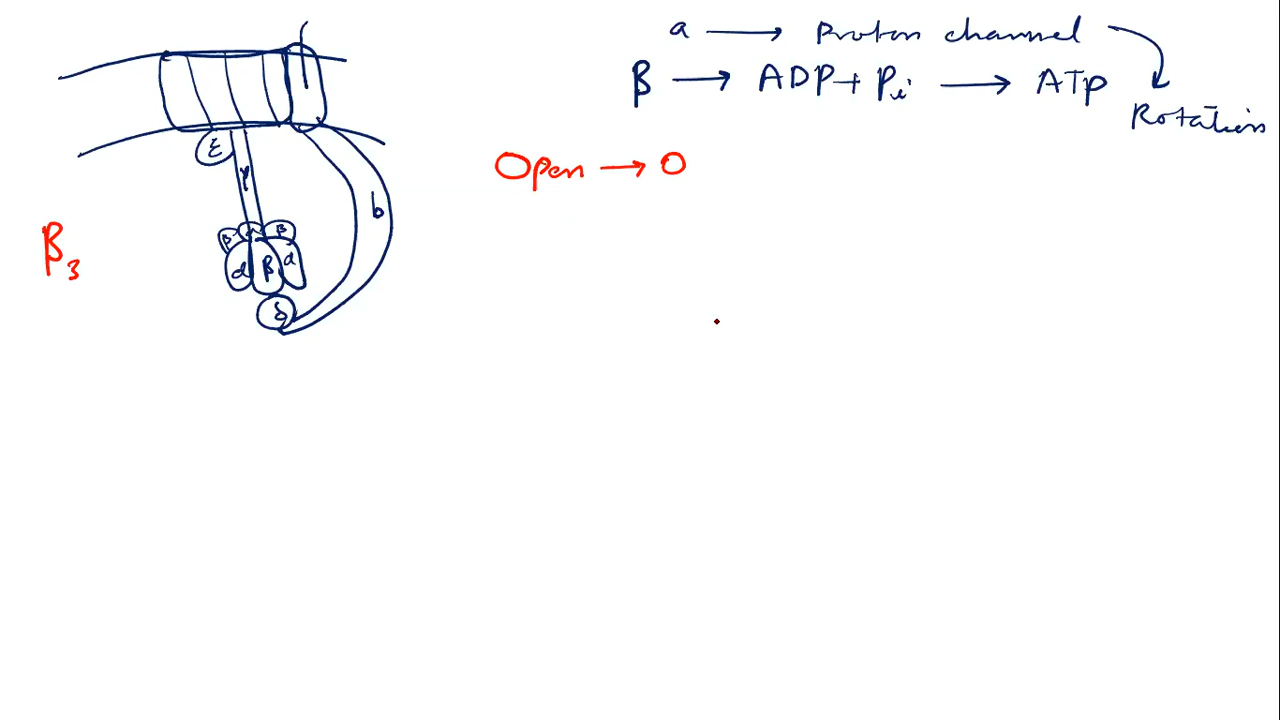 a → Proton channel
β → ADP + Pi → ATP
Rotation
Open → O
ε
γ
b
β α β
α β α
δ
β3